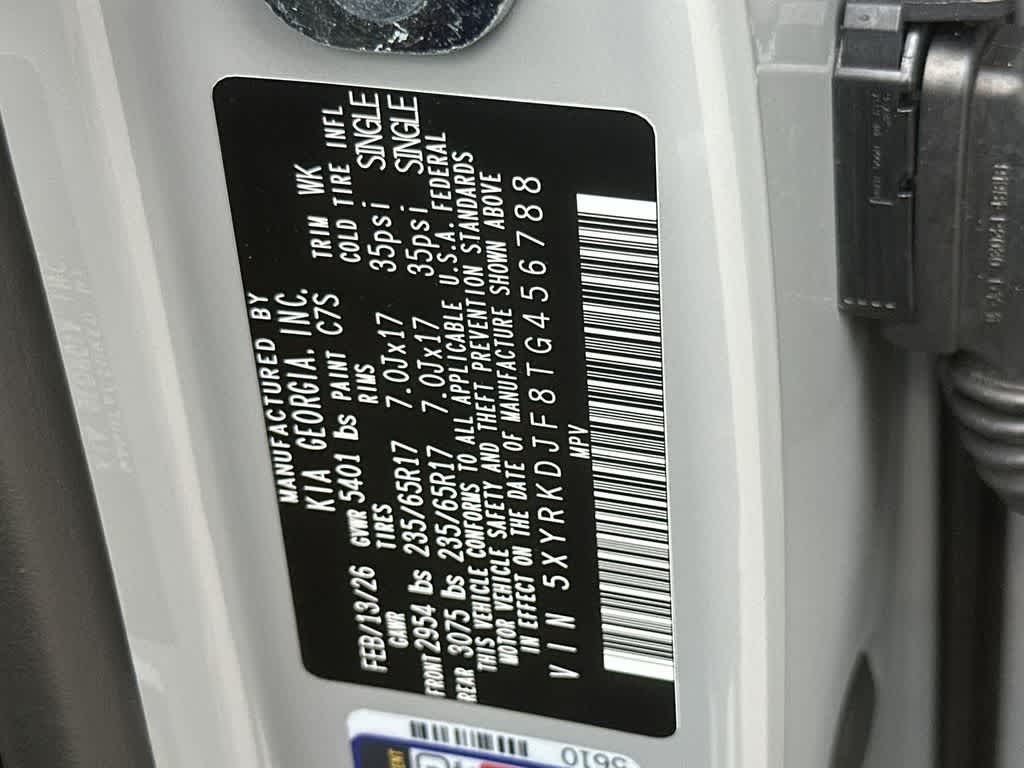 MANUFACTURED BY
KIA GEORGIA, INC.
FEB/13/26 GVWR 5401 lbs PAINT C7S TRIM WK
GAWR TIRES RIMS COLD TIRE INFL
FRONT 2954 lbs 235/65R17 7.0Jx17 35psi SINGLE
REAR 3075 lbs 235/65R17 7.0Jx17 35psi SINGLE
THIS VEHICLE CONFORMS TO ALL APPLICABLE U.S.A. FEDERAL
MOTOR VEHICLE SAFETY AND THEFT PREVENTION STANDARDS
IN EFFECT ON THE DATE OF MANUFACTURE SHOWN ABOVE
VIN 5XYRKDJF8TG456788
MPV
5610